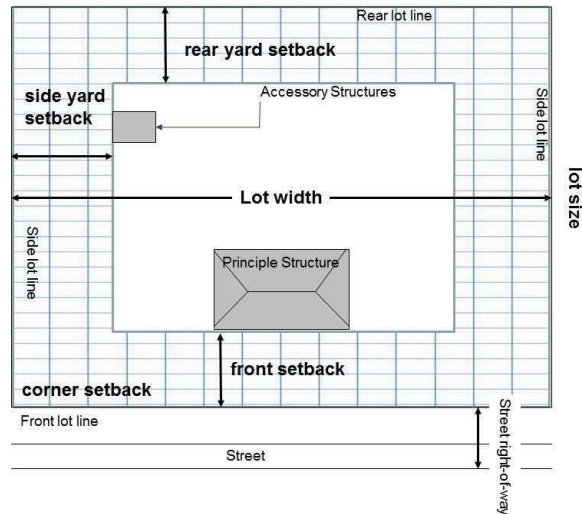 Rear lot line
rear yard setback
Accessory Structures
side yard
setback
Side lot line
Lot width
lot size
Side lot line
Principle Structure
front setback
corner setback
Front lot line
Street right-of-way
Street